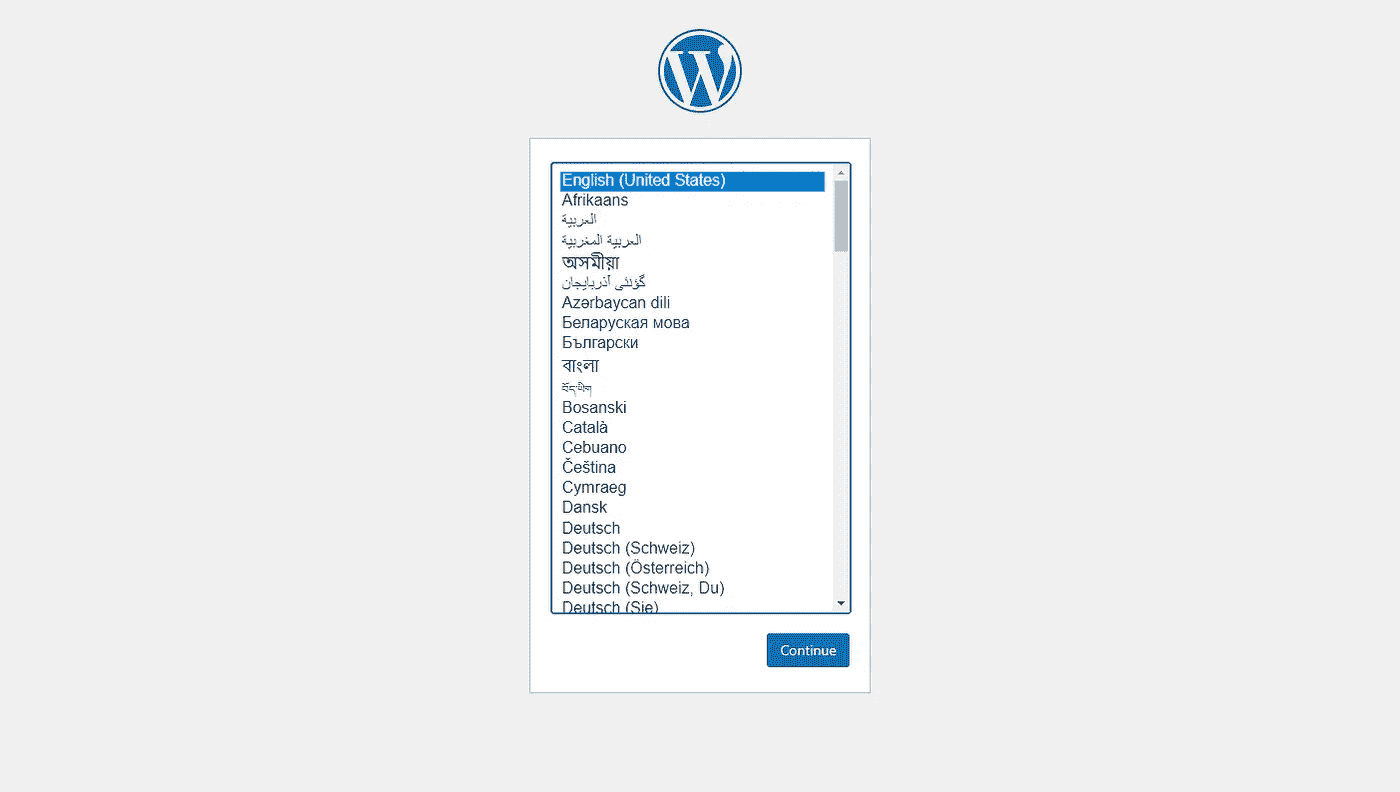 English (United States)
Afrikaans
العربية
العربية المغربية
অসমীয়া
گؤنئی آذربایجان
Azərbaycan dili
Беларуская мова
Български
বাংলা
བོད་ཡིག
Bosanski
Català
Cebuano
Čeština
Cymraeg
Dansk
Deutsch
Deutsch (Schweiz)
Deutsch (Österreich)
Deutsch (Schweiz, Du)
Deutsch (Sie)
Continue